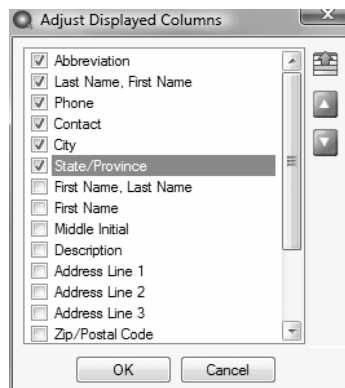 Adjust Displayed Columns
Abbreviation
Last Name, First Name
Phone
Contact
City
State/Province
First Name, Last Name
First Name
Middle Initial
Description
Address Line 1
Address Line 2
Address Line 3
Zip/Postal Code
OK Cancel